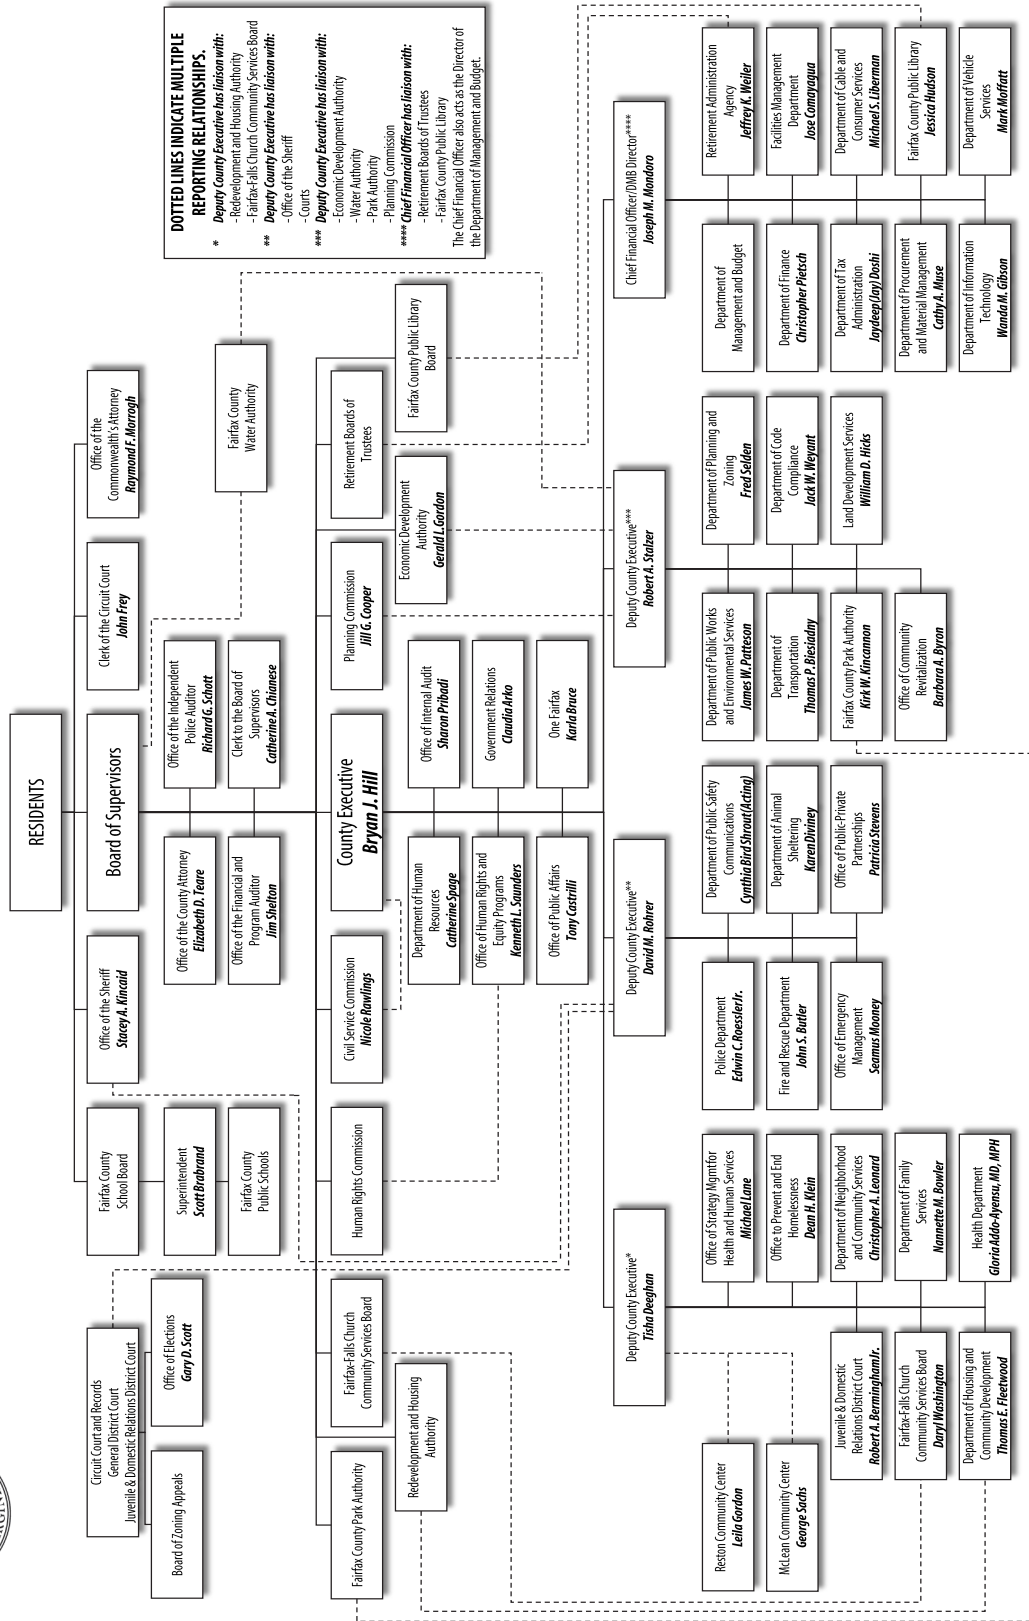 RESIDENTS
Fairfax County
School Board
Office of the Sheriff
Stacey A. Kincaid
Board of Supervisors
Clerk of the Circuit Court
John Frey
Office of the
Commonwealth's Attorney
Raymond F. Morrogh
Circuit Court and Records
General District Court
Juvenile & Domestic Relations District Court
Board of Zoning Appeals
Office of Elections
Gary D. Scott
Superintendent
Scott Brabrand
Fairfax County
Public Schools
Office of the County Attorney
Elizabeth D. Teare
Office of the Independent
Police Auditor
Richard G. Schott
Office of the Financial and
Program Auditor
Jim Shelton
Clerk to the Board of
Supervisors
Catherine A. Chianese
Fairfax County
Water Authority
DOTTED LINES INDICATE MULTIPLE
REPORTING RELATIONSHIPS.
* Deputy County Executive has liaison with:
- Redevelopment and Housing Authority
- Fairfax-Falls Church Community Services Board
** Deputy County Executive has liaison with:
- Office of the Sheriff
- Courts
*** Deputy County Executive has liaison with:
- Economic Development Authority
- Water Authority
- Park Authority
- Planning Commission
**** Chief Financial Officer has liaison with:
- Retirement Boards of Trustees
- Fairfax County Public Library
The Chief Financial Officer also acts as the Director of
the Department of Management and Budget.
Fairfax County Park Authority
Redevelopment and Housing
Authority
Fairfax-Falls Church
Community Services Board
Human Rights Commission
Civil Service Commission
Nicole Rawlings
County Executive
Bryan J. Hill
Planning Commission
Jill G. Cooper
Economic Development
Authority
Gerald L. Gordon
Retirement Boards of
Trustees
Fairfax County Public Library
Board
Department of Human
Resources
Catherine Spage
Office of Internal Audit
Sharon Pribadi
Office of Human Rights and
Equity Programs
Kenneth L. Saunders
Government Relations
Claudia Arko
Office of Public Affairs
Tony Castrilli
One Fairfax
Karla Bruce
Deputy County Executive*
Tisha Deeghan
Reston Community Center
Leila Gordon
McLean Community Center
George Sachs
Office of Strategy Mgmt for
Health and Human Services
Michael Lane
Office to Prevent and End
Homelessness
Dean H. Klein
Juvenile & Domestic
Relations District Court
Robert A. Bermingham Jr.
Department of Neighborhood
and Community Services
Christopher A. Leonard
Fairfax-Falls Church
Community Services Board
Daryl Washington
Department of Family
Services
Nannette M. Bowler
Department of Housing and
Community Development
Thomas E. Fleetwood
Health Department
Gloria Addo-Ayensu, MD, MPH
Deputy County Executive**
David M. Rohrer
Police Department
Edwin C. Roessler Jr.
Department of Public Safety
Communications
Cynthia Bird Shrout (Acting)
Fire and Rescue Department
John S. Butler
Department of Animal
Sheltering
Karen Diviney
Office of Emergency
Management
Seamus Mooney
Office of Public-Private
Partnerships
Patricia Stevens
Deputy County Executive***
Robert A. Stalzer
Department of Public Works
and Environmental Services
James W. Patteson
Department of Planning and
Zoning
Fred Selden
Department of
Transportation
Thomas P. Biesiadny
Department of Code
Compliance
Jack W. Weyant
Fairfax County Park Authority
Kirk W. Kincannon
Land Development Services
William D. Hicks
Office of Community
Revitalization
Barbara A. Byron
Chief Financial Officer/DMB Director****
Joseph M. Mondoro
Department of
Management and Budget
Retirement Administration
Agency
Jeffrey K. Weiler
Department of Finance
Christopher Pietsch
Facilities Management
Department
Jose Comayagua
Department of Tax
Administration
Jaydeep (Jay) Doshi
Department of Cable and
Consumer Services
Michael S. Liberman
Department of Procurement
and Material Management
Cathy A. Muse
Fairfax County Public Library
Jessica Hudson
Department of Information
Technology
Wanda M. Gibson
Department of Vehicle
Services
Mark Moffatt